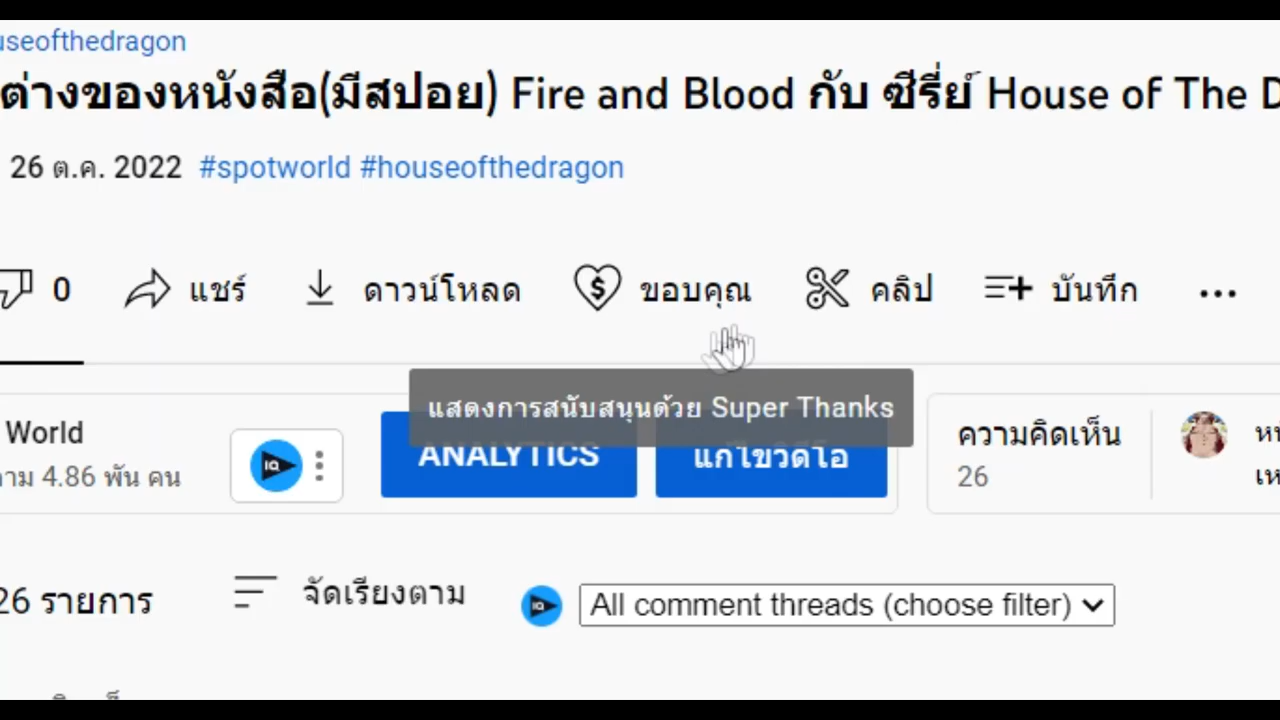 useofthedragon
ต่างของหนังสือ(มีสปอย) Fire and Blood กับ ซีรี่ย์ House of The D
26 ต.ค. 2022 #spotworld #houseofthedragon
0 แชร์ ดาวน์โหลด ขอบคุณ คลิป บันทึก ...
แสดงการสนับสนุนด้วย Super Thanks
World
4.86 พัน คน
IQ
ANALYTICS
แก้ไขวิดีโอ
ความคิดเห็น
26
26 รายการ
จัดเรียงตาม
IQ
All comment threads (choose filter)